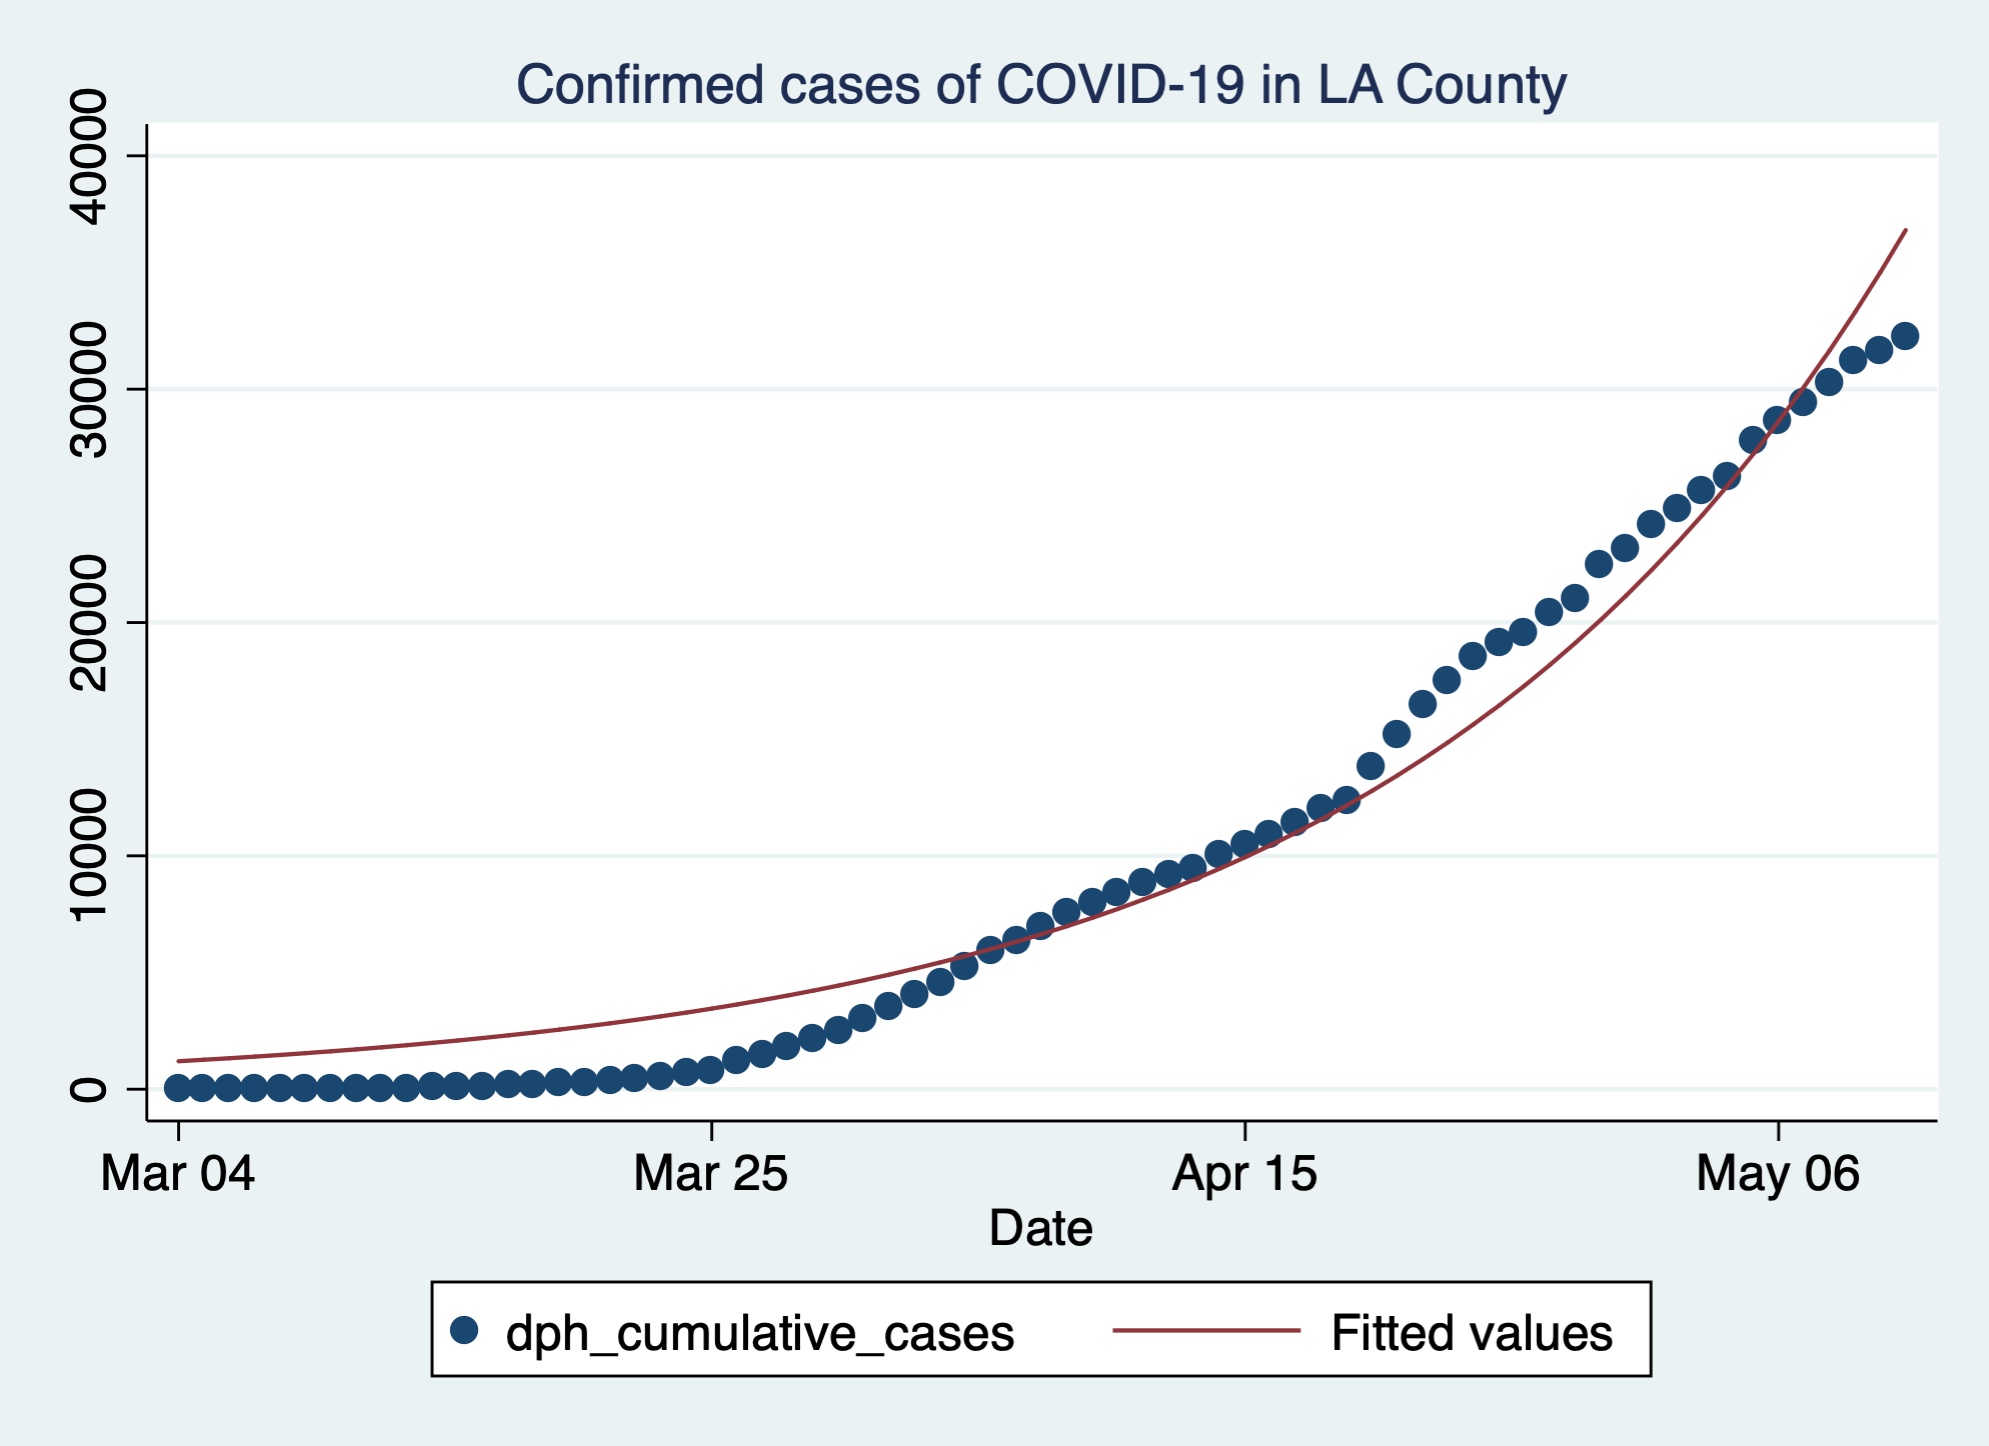 Confirmed cases of COVID-19 in LA County
40000
30000
20000
10000
0
Mar 04
Mar 25
Apr 15
May 06
Date
dph_cumulative_cases
Fitted values